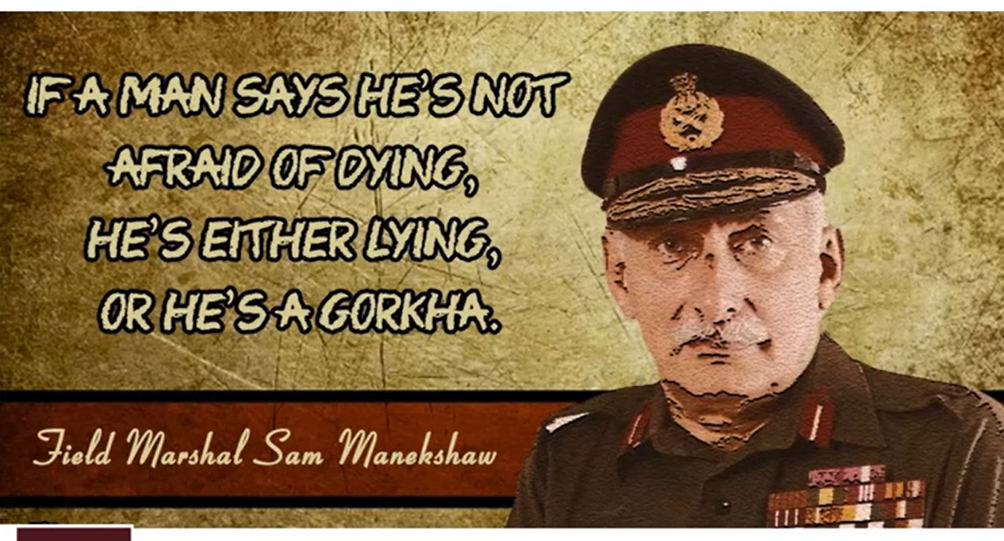 IF A MAN SAYS HE'S NOT
AFRAID OF DYING,
HE'S EITHER LYING,
OR HE'S A GORKHA.
Field Marshal Sam Manekshaw